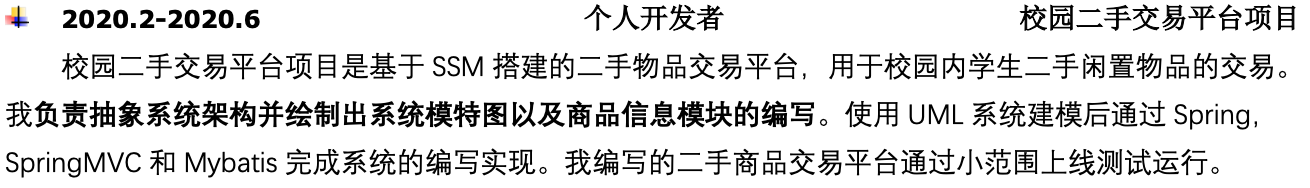 2020.2-2020.6 个人开发者 校园二手交易平台项目
校园二手交易平台项目是基于 SSM 搭建的二手物品交易平台，用于校园内学生二手闲置物品的交易。
我负责抽象系统架构并绘制出系统模特图以及商品信息模块的编写。使用 UML 系统建模后通过 Spring，
SpringMVC 和 Mybatis 完成系统的编写实现。我编写的二手商品交易平台通过小范围上线测试运行。